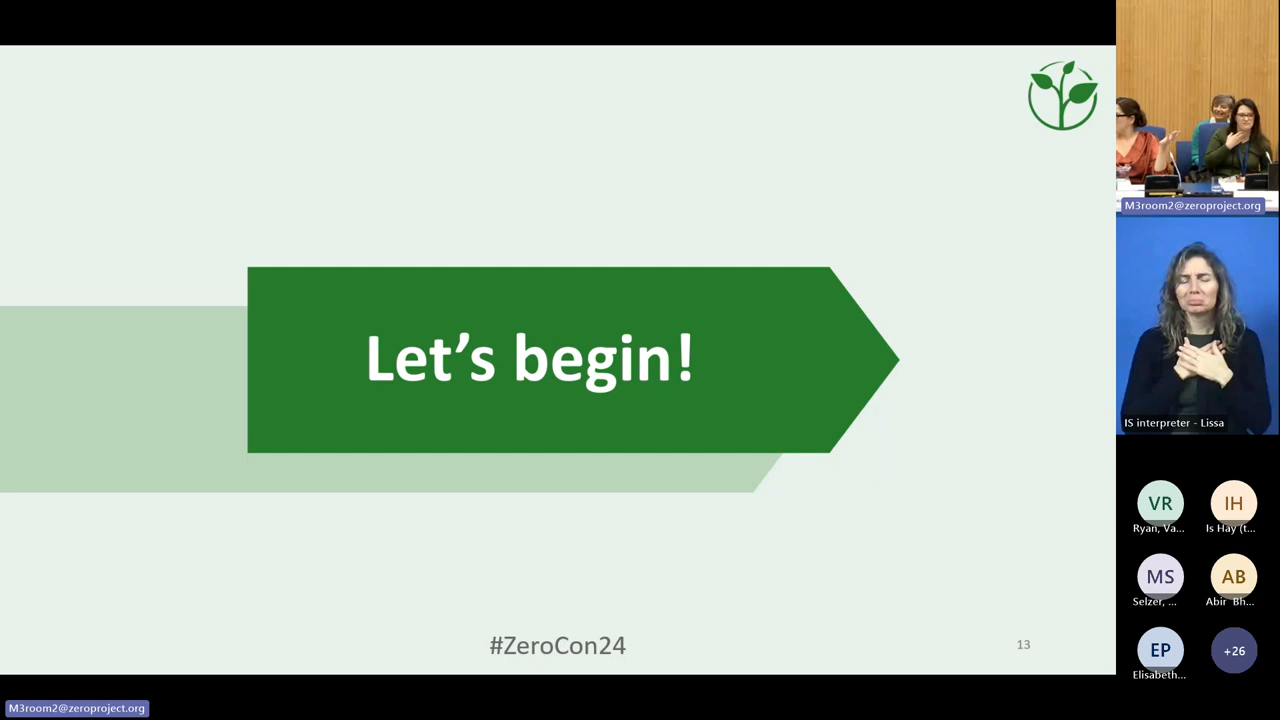 Let's begin!
#ZeroCon24
13
M3room2@zeroproject.org
M3room2@zeroproject.org
IS interpreter - Lissa
VR
Ryan, Va...
IH
Is Hay (t...
MS
Selzer, ...
AB
Abir Bh...
EP
Elisabeth...
+26